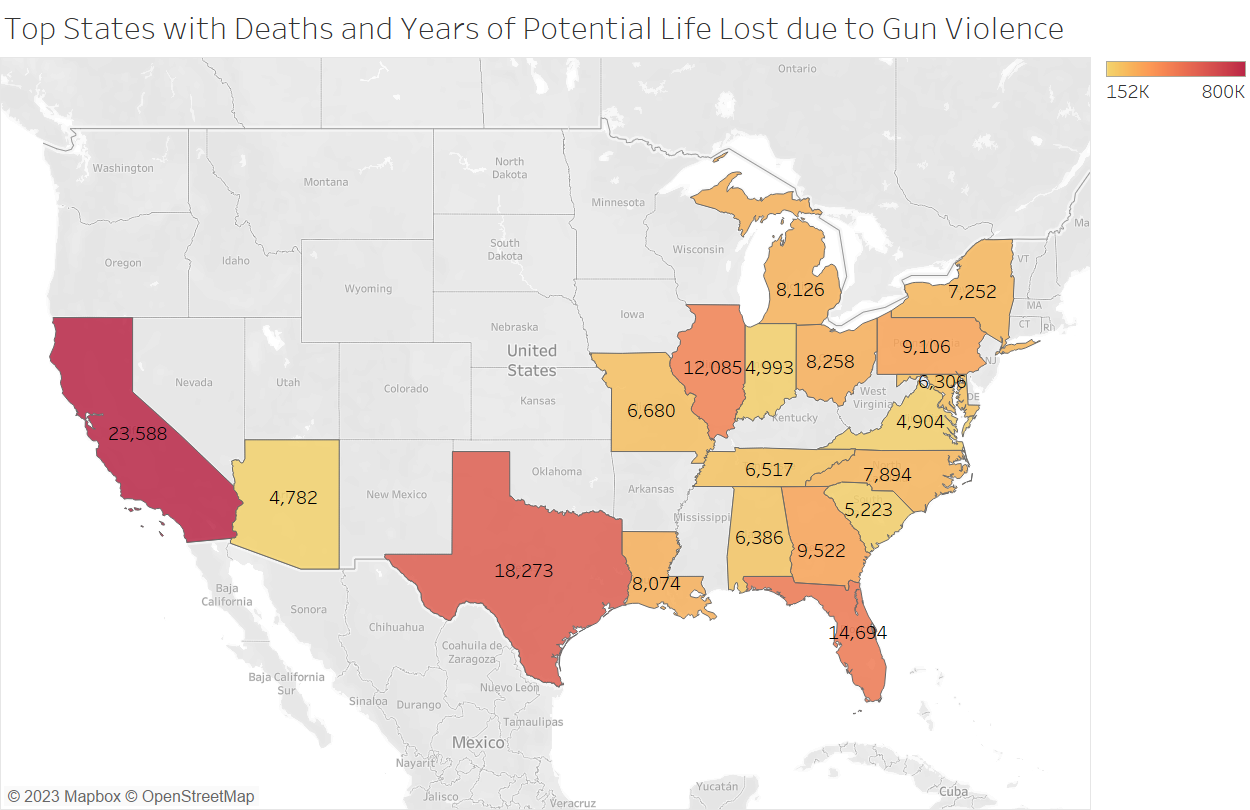 Top States with Deaths and Years of Potential Life Lost due to Gun Violence
152K 800K
Ontario
Washington
North
Dakota
Montana
Minnesota
Ma
Wisconsin
South
Dakota
VT
Oregon
Idaho
Wyoming
8,126
7,252
MA
Iowa
CT Rh
Nebraska
United
States
9,106
NJ
8,258
12,085
4,993
Nevada
Utah
Colorado
6,306
West
Virginia
DE
Kansas
6,680
Kentucky
4,904
23,588
6,517
7,894
Oklahoma
New Mexico
Arkansas
4,782
5,223
Mississippi
6,386
9,522
18,273
8,074
Baja
California
Sonora
Chihuahua
14,694
Coahuila de
Zaragoza
Baja California
Sur
Nuevo León
Sinaloa
Durango
Tamaulipas
Mexico
Nayarit
Yucatán
Cuba
Jalisco
Veracruz
© 2023 Mapbox © OpenStreetMap